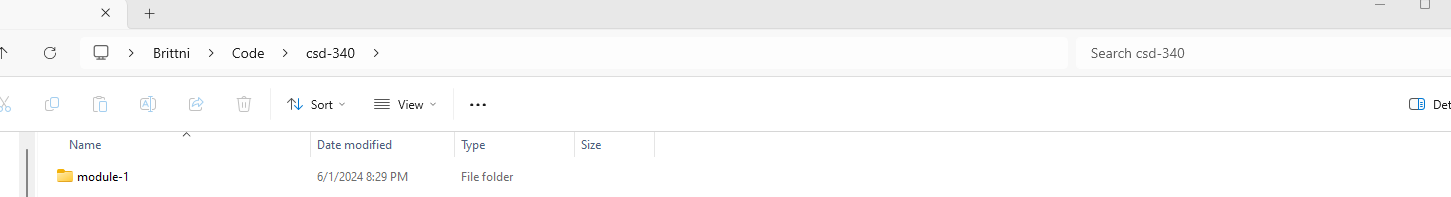 Brittni Code csd-340 Search csd-340
Sort View ... Det
Name Date modified Type Size
module-1 6/1/2024 8:29 PM File folder